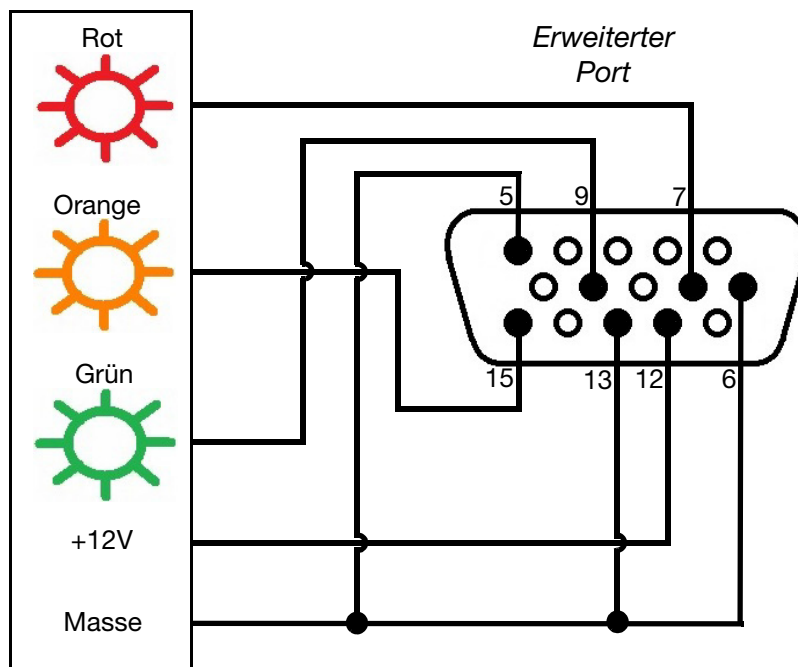 Rot
Erweiterter
Port
Orange
5 9 7
Grün
15 13 12 6
+12V
Masse